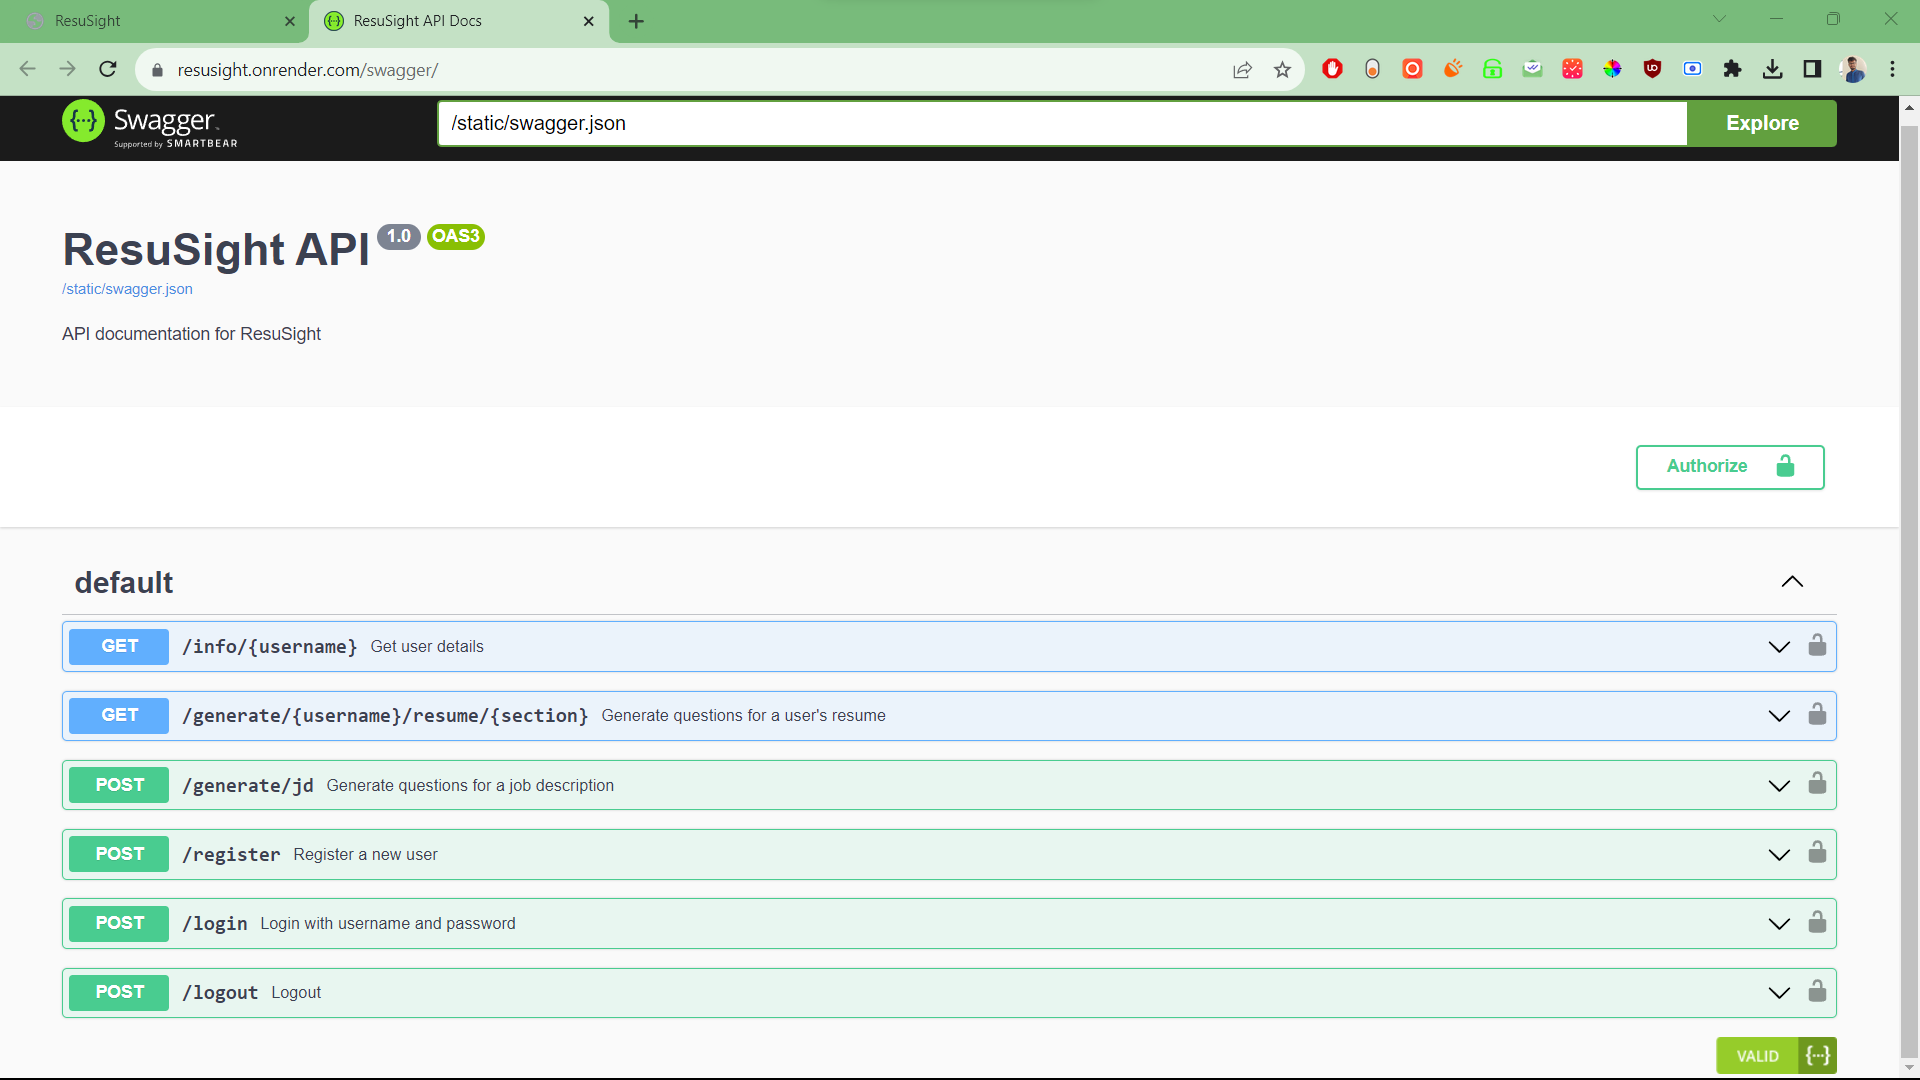 ResuSight
ResuSight API Docs
resusight.onrender.com/swagger/
Swagger
Supported by SMARTBEAR
/static/swagger.json
Explore
ResuSight API 1.0 OAS3
/static/swagger.json
API documentation for ResuSight
Authorize
default
GET /info/{username} Get user details
GET /generate/{username}/resume/{section} Generate questions for a user's resume
POST /generate/jd Generate questions for a job description
POST /register Register a new user
POST /login Login with username and password
POST /logout Logout
VALID {···}